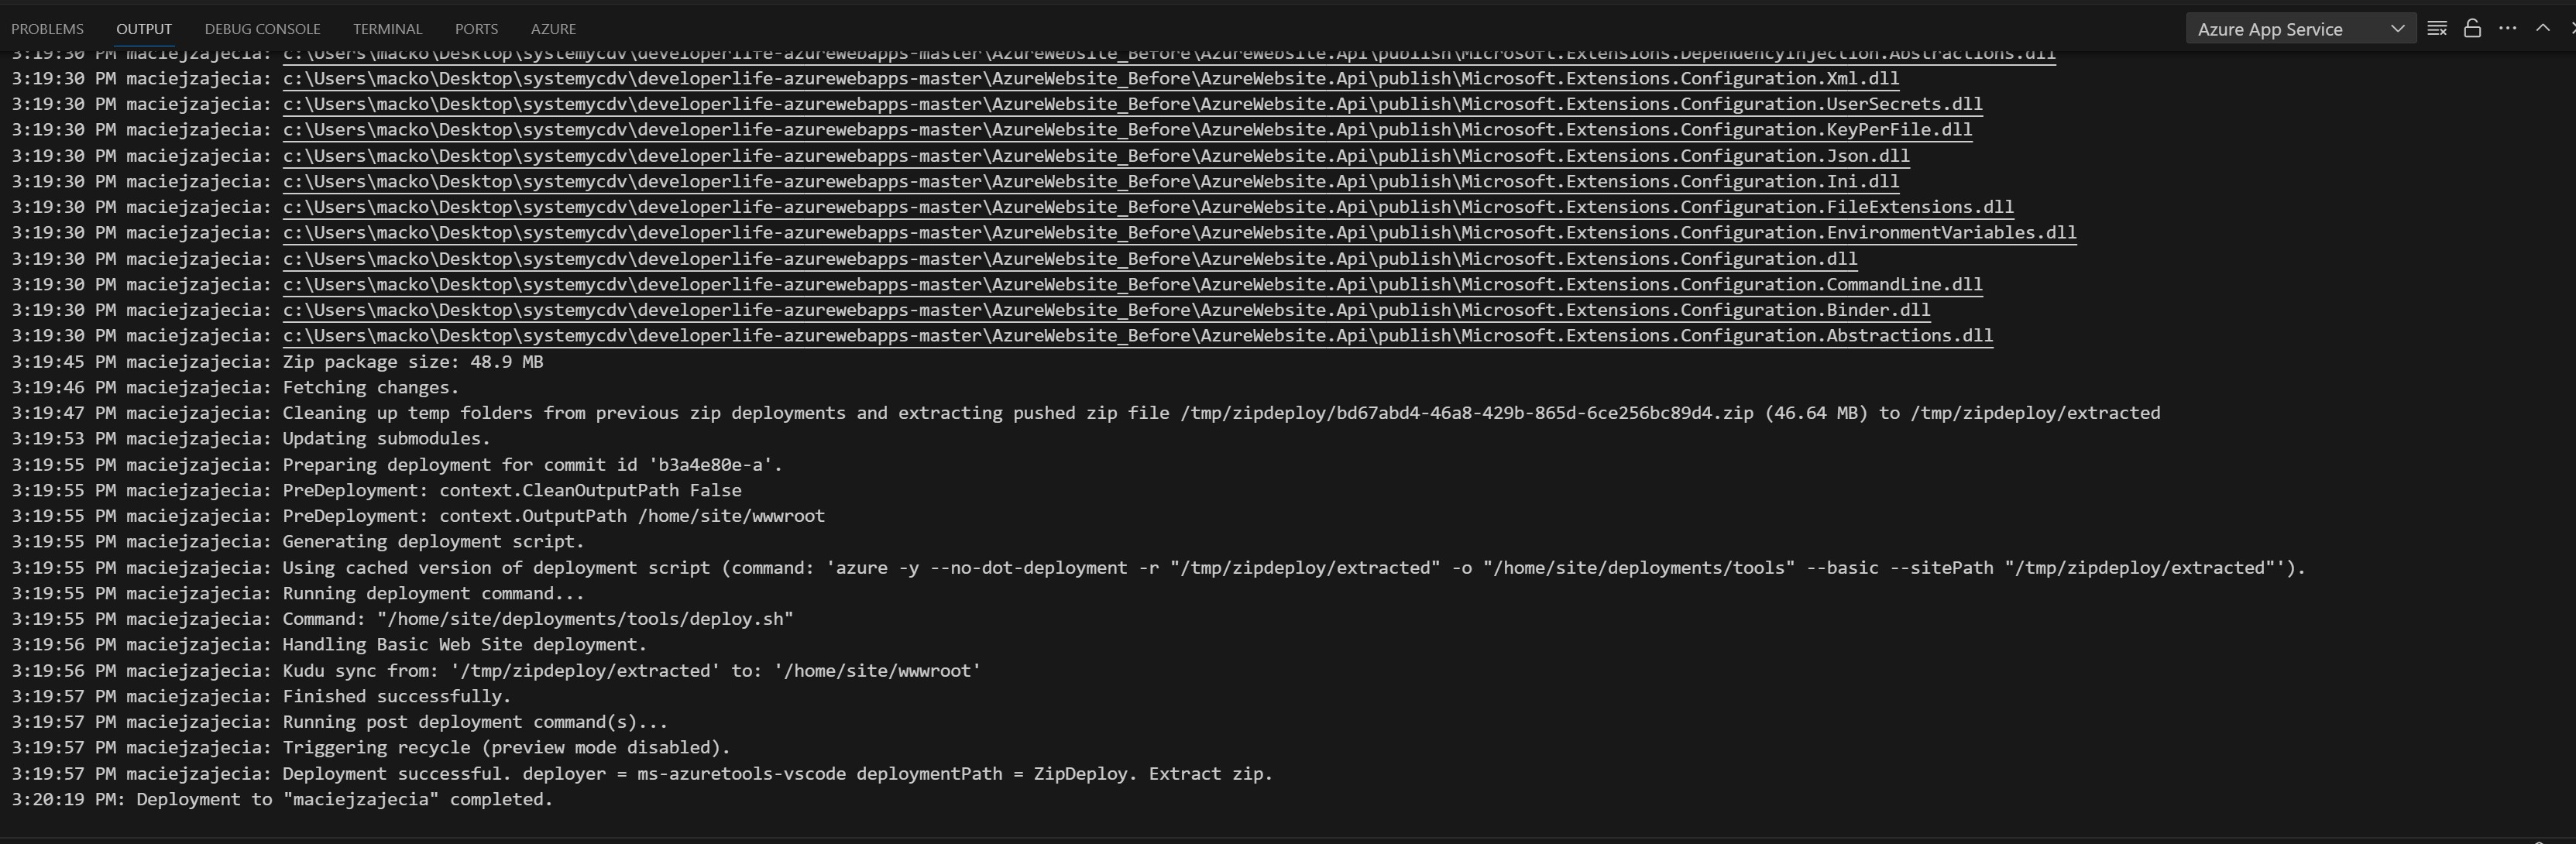 PROBLEMS OUTPUT DEBUG CONSOLE TERMINAL PORTS AZURE Azure App Service
3:19:30 PM maciejzajecia: c:\Users\macko\Desktop\systemycdv\developerlife-azurewebapps-master\AzureWebsite_Before\AzureWebsite.Api\publish\Microsoft.Extensions.DependencyInjection.Abstractions.dll
3:19:30 PM maciejzajecia: c:\Users\macko\Desktop\systemycdv\developerlife-azurewebapps-master\AzureWebsite_Before\AzureWebsite.Api\publish\Microsoft.Extensions.Configuration.Xml.dll
3:19:30 PM maciejzajecia: c:\Users\macko\Desktop\systemycdv\developerlife-azurewebapps-master\AzureWebsite_Before\AzureWebsite.Api\publish\Microsoft.Extensions.Configuration.UserSecrets.dll
3:19:30 PM maciejzajecia: c:\Users\macko\Desktop\systemycdv\developerlife-azurewebapps-master\AzureWebsite_Before\AzureWebsite.Api\publish\Microsoft.Extensions.Configuration.KeyPerFile.dll
3:19:30 PM maciejzajecia: c:\Users\macko\Desktop\systemycdv\developerlife-azurewebapps-master\AzureWebsite_Before\AzureWebsite.Api\publish\Microsoft.Extensions.Configuration.Json.dll
3:19:30 PM maciejzajecia: c:\Users\macko\Desktop\systemycdv\developerlife-azurewebapps-master\AzureWebsite_Before\AzureWebsite.Api\publish\Microsoft.Extensions.Configuration.Ini.dll
3:19:30 PM maciejzajecia: c:\Users\macko\Desktop\systemycdv\developerlife-azurewebapps-master\AzureWebsite_Before\AzureWebsite.Api\publish\Microsoft.Extensions.Configuration.FileExtensions.dll
3:19:30 PM maciejzajecia: c:\Users\macko\Desktop\systemycdv\developerlife-azurewebapps-master\AzureWebsite_Before\AzureWebsite.Api\publish\Microsoft.Extensions.Configuration.EnvironmentVariables.dll
3:19:30 PM maciejzajecia: c:\Users\macko\Desktop\systemycdv\developerlife-azurewebapps-master\AzureWebsite_Before\AzureWebsite.Api\publish\Microsoft.Extensions.Configuration.dll
3:19:30 PM maciejzajecia: c:\Users\macko\Desktop\systemycdv\developerlife-azurewebapps-master\AzureWebsite_Before\AzureWebsite.Api\publish\Microsoft.Extensions.Configuration.CommandLine.dll
3:19:30 PM maciejzajecia: c:\Users\macko\Desktop\systemycdv\developerlife-azurewebapps-master\AzureWebsite_Before\AzureWebsite.Api\publish\Microsoft.Extensions.Configuration.Binder.dll
3:19:30 PM maciejzajecia: c:\Users\macko\Desktop\systemycdv\developerlife-azurewebapps-master\AzureWebsite_Before\AzureWebsite.Api\publish\Microsoft.Extensions.Configuration.Abstractions.dll
3:19:45 PM maciejzajecia: Zip package size: 48.9 MB
3:19:46 PM maciejzajecia: Fetching changes.
3:19:47 PM maciejzajecia: Cleaning up temp folders from previous zip deployments and extracting pushed zip file /tmp/zipdeploy/bd67abd4-46a8-429b-865d-6ce256bc89d4.zip (46.64 MB) to /tmp/zipdeploy/extracted
3:19:53 PM maciejzajecia: Updating submodules.
3:19:55 PM maciejzajecia: Preparing deployment for commit id 'b3a4e80e-a'.
3:19:55 PM maciejzajecia: PreDeployment: context.CleanOutputPath False
3:19:55 PM maciejzajecia: PreDeployment: context.OutputPath /home/site/wwwroot
3:19:55 PM maciejzajecia: Generating deployment script.
3:19:55 PM maciejzajecia: Using cached version of deployment script (command: 'azure -y --no-dot-deployment -r "/tmp/zipdeploy/extracted" -o "/home/site/deployments/tools" --basic --sitePath "/tmp/zipdeploy/extracted"').
3:19:55 PM maciejzajecia: Running deployment command...
3:19:55 PM maciejzajecia: Command: "/home/site/deployments/tools/deploy.sh"
3:19:56 PM maciejzajecia: Handling Basic Web Site deployment.
3:19:56 PM maciejzajecia: Kudu sync from: '/tmp/zipdeploy/extracted' to: '/home/site/wwwroot'
3:19:57 PM maciejzajecia: Finished successfully.
3:19:57 PM maciejzajecia: Running post deployment command(s)...
3:19:57 PM maciejzajecia: Triggering recycle (preview mode disabled).
3:19:57 PM maciejzajecia: Deployment successful. deployer = ms-azuretools-vscode deploymentPath = ZipDeploy. Extract zip.
3:20:19 PM: Deployment to "maciejzajecia" completed.